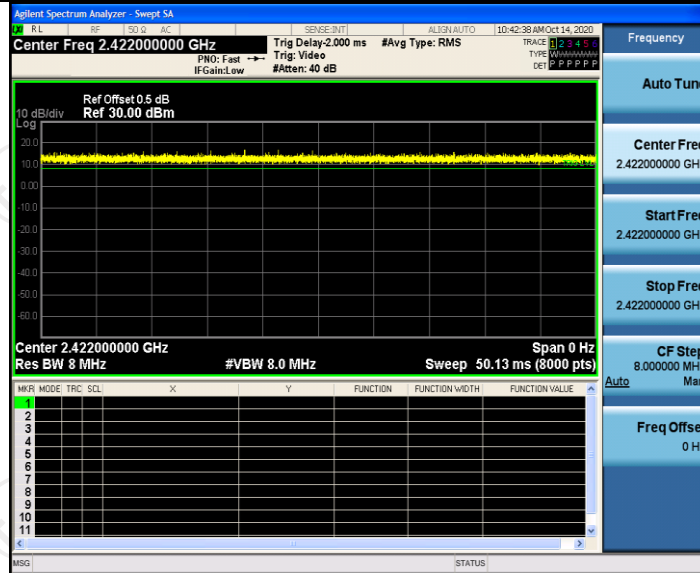 Agilent Spectrum Analyzer - Swept SA
RL RF 50 Ω AC SENSE:INT ALIGN AUTO 10:42:38 AM Oct 14, 2020
Center Freq 2.422000000 GHz
PNO: Fast
IFGain:Low
Trig Delay-2.000 ms
Trig: Video
#Atten: 40 dB
#Avg Type: RMS
TRACE 1 2 3 4 5 6
TYPE WWWWWW
DET P P P P P P
Ref Offset 0.5 dB
10 dB/div Ref 30.00 dBm
Log
20.0
10.0
0.00
-10.0
-20.0
-30.0
-40.0
-50.0
-60.0
Center 2.422000000 GHz Span 0 Hz
Res BW 8 MHz #VBW 8.0 MHz Sweep 50.13 ms (8000 pts)
MKR MODE TRC SCL X Y FUNCTION FUNCTION WIDTH FUNCTION VALUE
1
2
3
4
5
6
7
8
9
10
11
MSG STATUS
Frequency
Auto Tun
Center Fre
2.422000000 GH
Start Fre
2.422000000 GH
Stop Fre
2.422000000 GH
CF Step
8.000000 MH
Auto Ma
Freq Offse
0 H